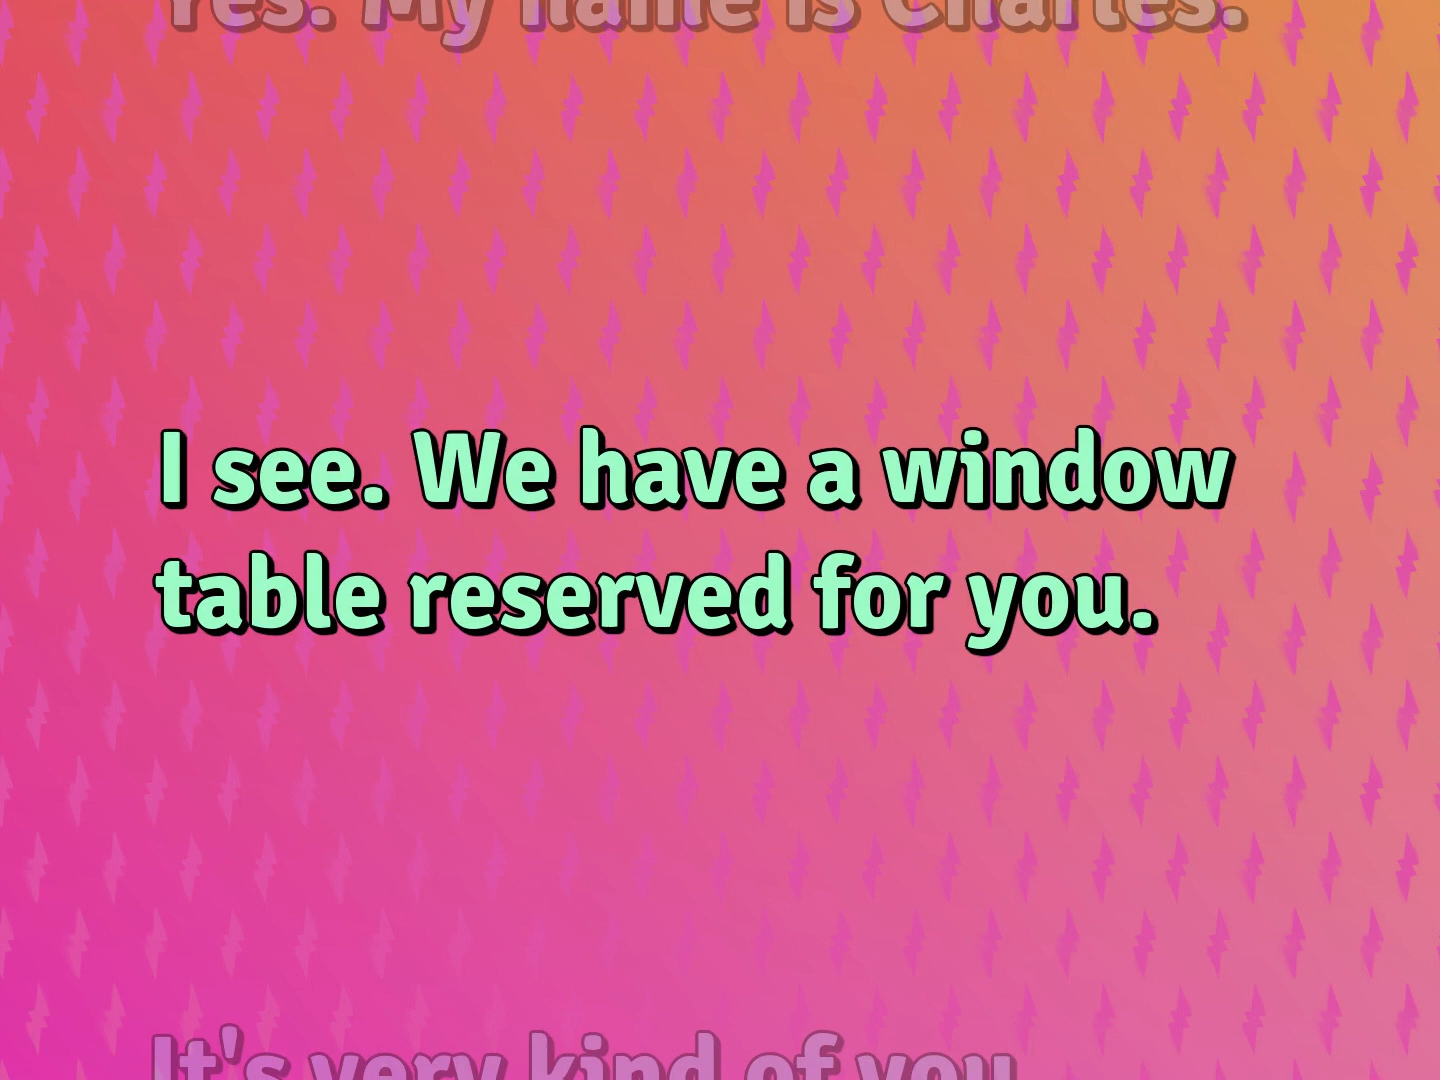 Yes. My name is Charles.
I see. We have a window
table reserved for you.
It's very kind of you